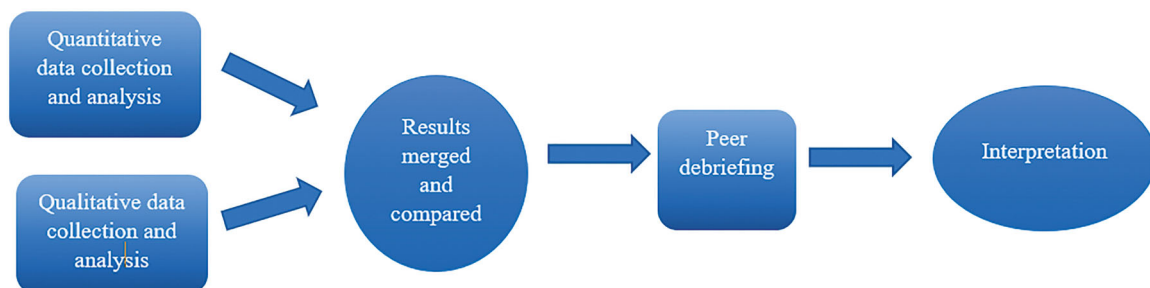 Quantitative
data collection
and analysis
Qualitative data
collection and
analysis
Results
merged
and
compared
Peer
debriefing
Interpretation